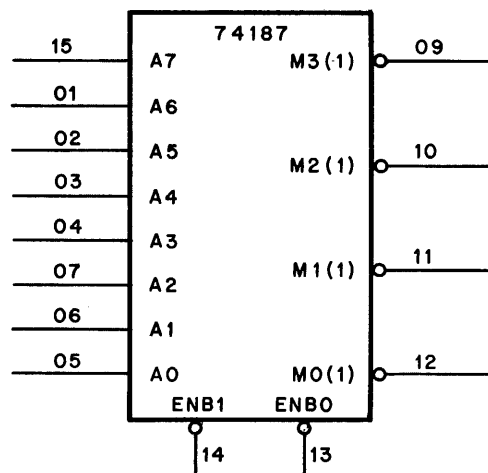 74187
15 A7 M3(1) 09
01 A6
02 A5 M2(1) 10
03 A4
04 A3 M1(1) 11
07 A2
06 A1
05 A0 M0(1) 12
ENB1 ENB0
14 13